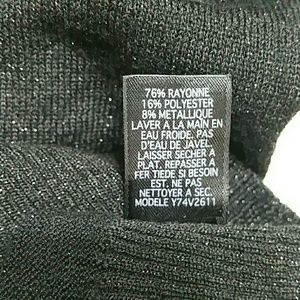 76% RAYONNE
16% POLYESTER
8% METALLIQUE
LAVER A LA MAIN EN
EAU FROIDE. PAS
D'EAU DE JAVEL.
LAISSER SECHER A
PLAT. REPASSER A
FER TIEDE SI BESOIN
EST. NE PAS
NETTOYER A SEC.
MODELE Y74V2611